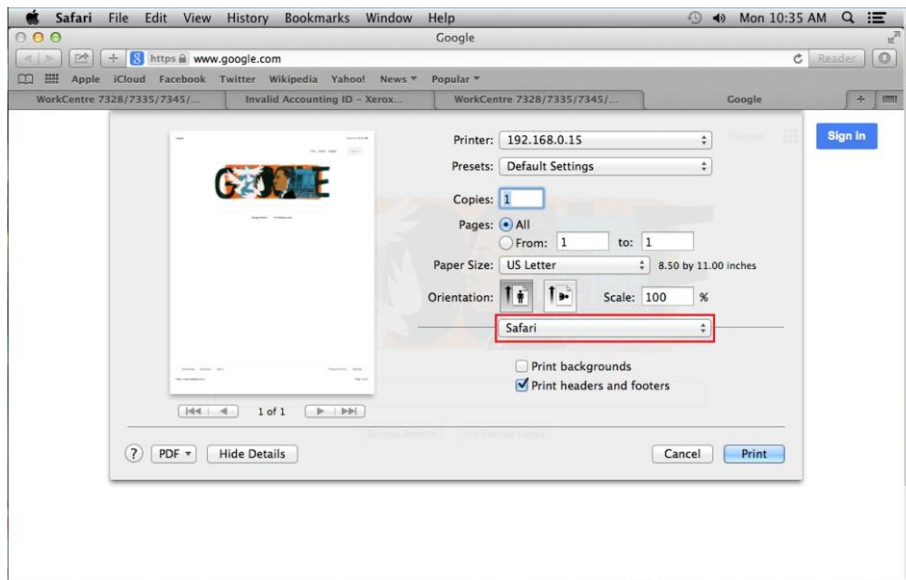 Safari File Edit View History Bookmarks Window Help Mon 10:35 AM
Google
https www.google.com Reader
Apple iCloud Facebook Twitter Wikipedia Yahoo! News Popular
WorkCentre 7328/7335/7345/... Invalid Accounting ID - Xerox... WorkCentre 7328/7335/7345/... Google
Sign in
Printer: 192.168.0.15
Presets: Default Settings
Copies: 1
Pages: All
From: 1 to: 1
Paper Size: US Letter 8.50 by 11.00 inches
Orientation: Scale: 100 %
Safari
Print backgrounds
Print headers and footers
1 of 1
? PDF Hide Details Cancel Print